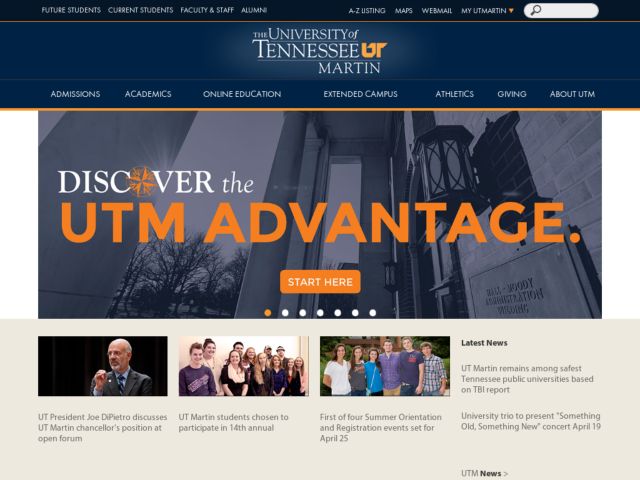 FUTURE STUDENTS CURRENT STUDENTS FACULTY & STAFF ALUMNI A-Z LISTING MAPS WEBMAIL MY UTMARTIN
THE UNIVERSITY of
TENNESSEE UT
MARTIN
ADMISSIONS ACADEMICS ONLINE EDUCATION EXTENDED CAMPUS ATHLETICS GIVING ABOUT UTM
DISCOVER the
UTM ADVANTAGE.
START HERE
HALL-MOODY
ADMINISTRATION
BUILDING
Latest News
UT Martin remains among safest
Tennessee public universities based
on TBI report
University trio to present "Something
Old, Something New" concert April 19
UT President Joe DiPietro discusses
UT Martin chancellor's position at
open forum
UT Martin students chosen to
participate in 14th annual
First of four Summer Orientation
and Registration events set for
April 25
UTM News >